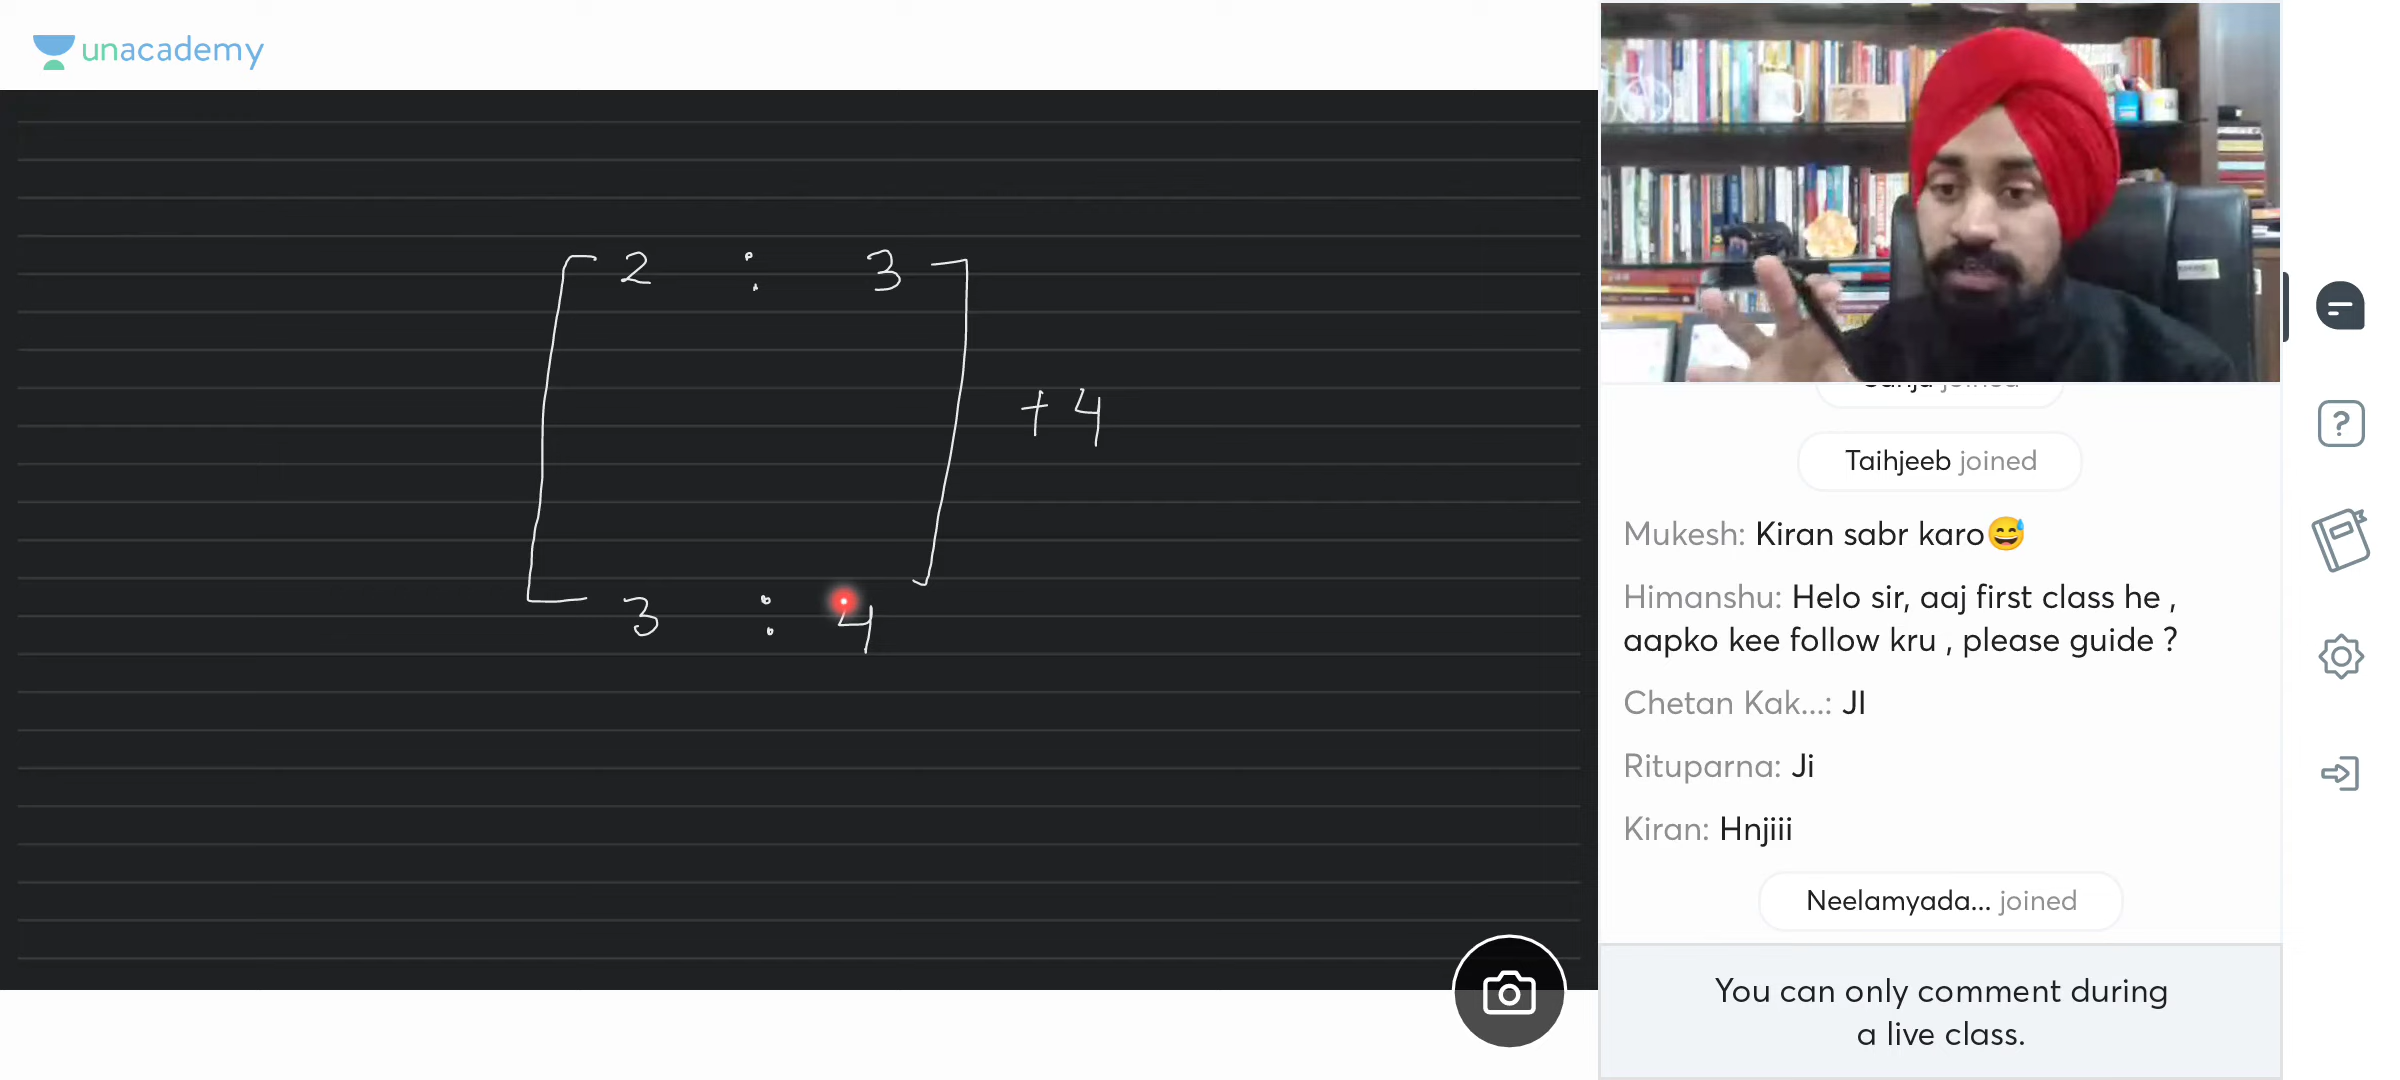 unacademy
2 : 3
+ 4
3 : 4
joined
Taihjeeb joined
Mukesh: Kiran sabr karo😅
Himanshu: Helo sir, aaj first class he ,
aapko kee follow kru , please guide ?
Chetan Kak...: JI
Rituparna: Ji
Kiran: Hnjiii
Neelamyada... joined
You can only comment during
a live class.